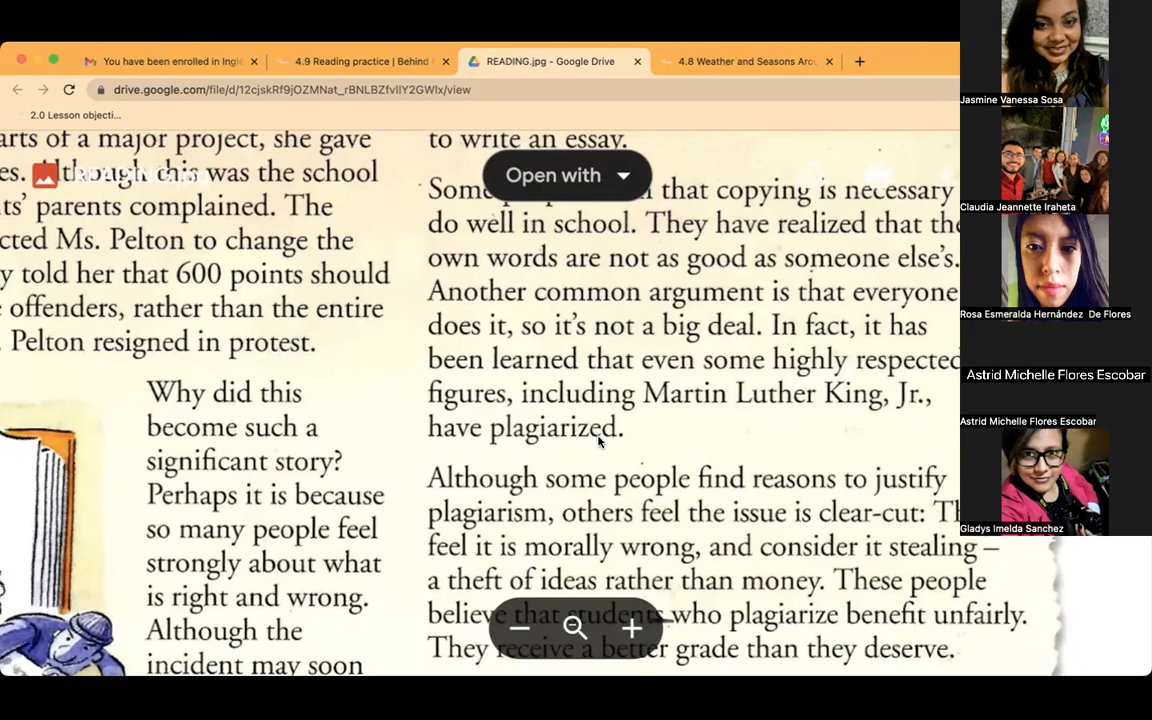 You have been enrolled in Ingl
4.9 Reading practice | Behind
READING.jpg - Google Drive
4.8 Weather and Seasons Arou
drive.google.com/file/d/12cjskRf9jOZMNat_rBNLBZfvIlY2GWlx/view
2.0 Lesson objecti...
arts of a major project, she gave
es. Although this was the school
ts' parents complained. The
cted Ms. Pelton to change the
y told her that 600 points should
e offenders, rather than the entire
. Pelton resigned in protest.
Why did this
become such a
significant story?
Perhaps it is because
so many people feel
strongly about what
is right and wrong.
Although the
incident may soon
to write an essay.
Open with
Some that copying is necessary
do well in school. They have realized that the
own words are not as good as someone else's.
Another common argument is that everyone
does it, so it's not a big deal. In fact, it has
been learned that even some highly respected
figures, including Martin Luther King, Jr.,
have plagiarized.
Although some people find reasons to justify
plagiarism, others feel the issue is clear-cut: Th
feel it is morally wrong, and consider it stealing –
a theft of ideas rather than money. These people
believe that students who plagiarize benefit unfairly.
They receive a better grade than they deserve.
Jasmine Vanessa Sosa
Claudia Jeannette Iraheta
Rosa Esmeralda Hernández De Flores
Astrid Michelle Flores Escobar
Astrid Michelle Flores Escobar
Gladys Imelda Sanchez